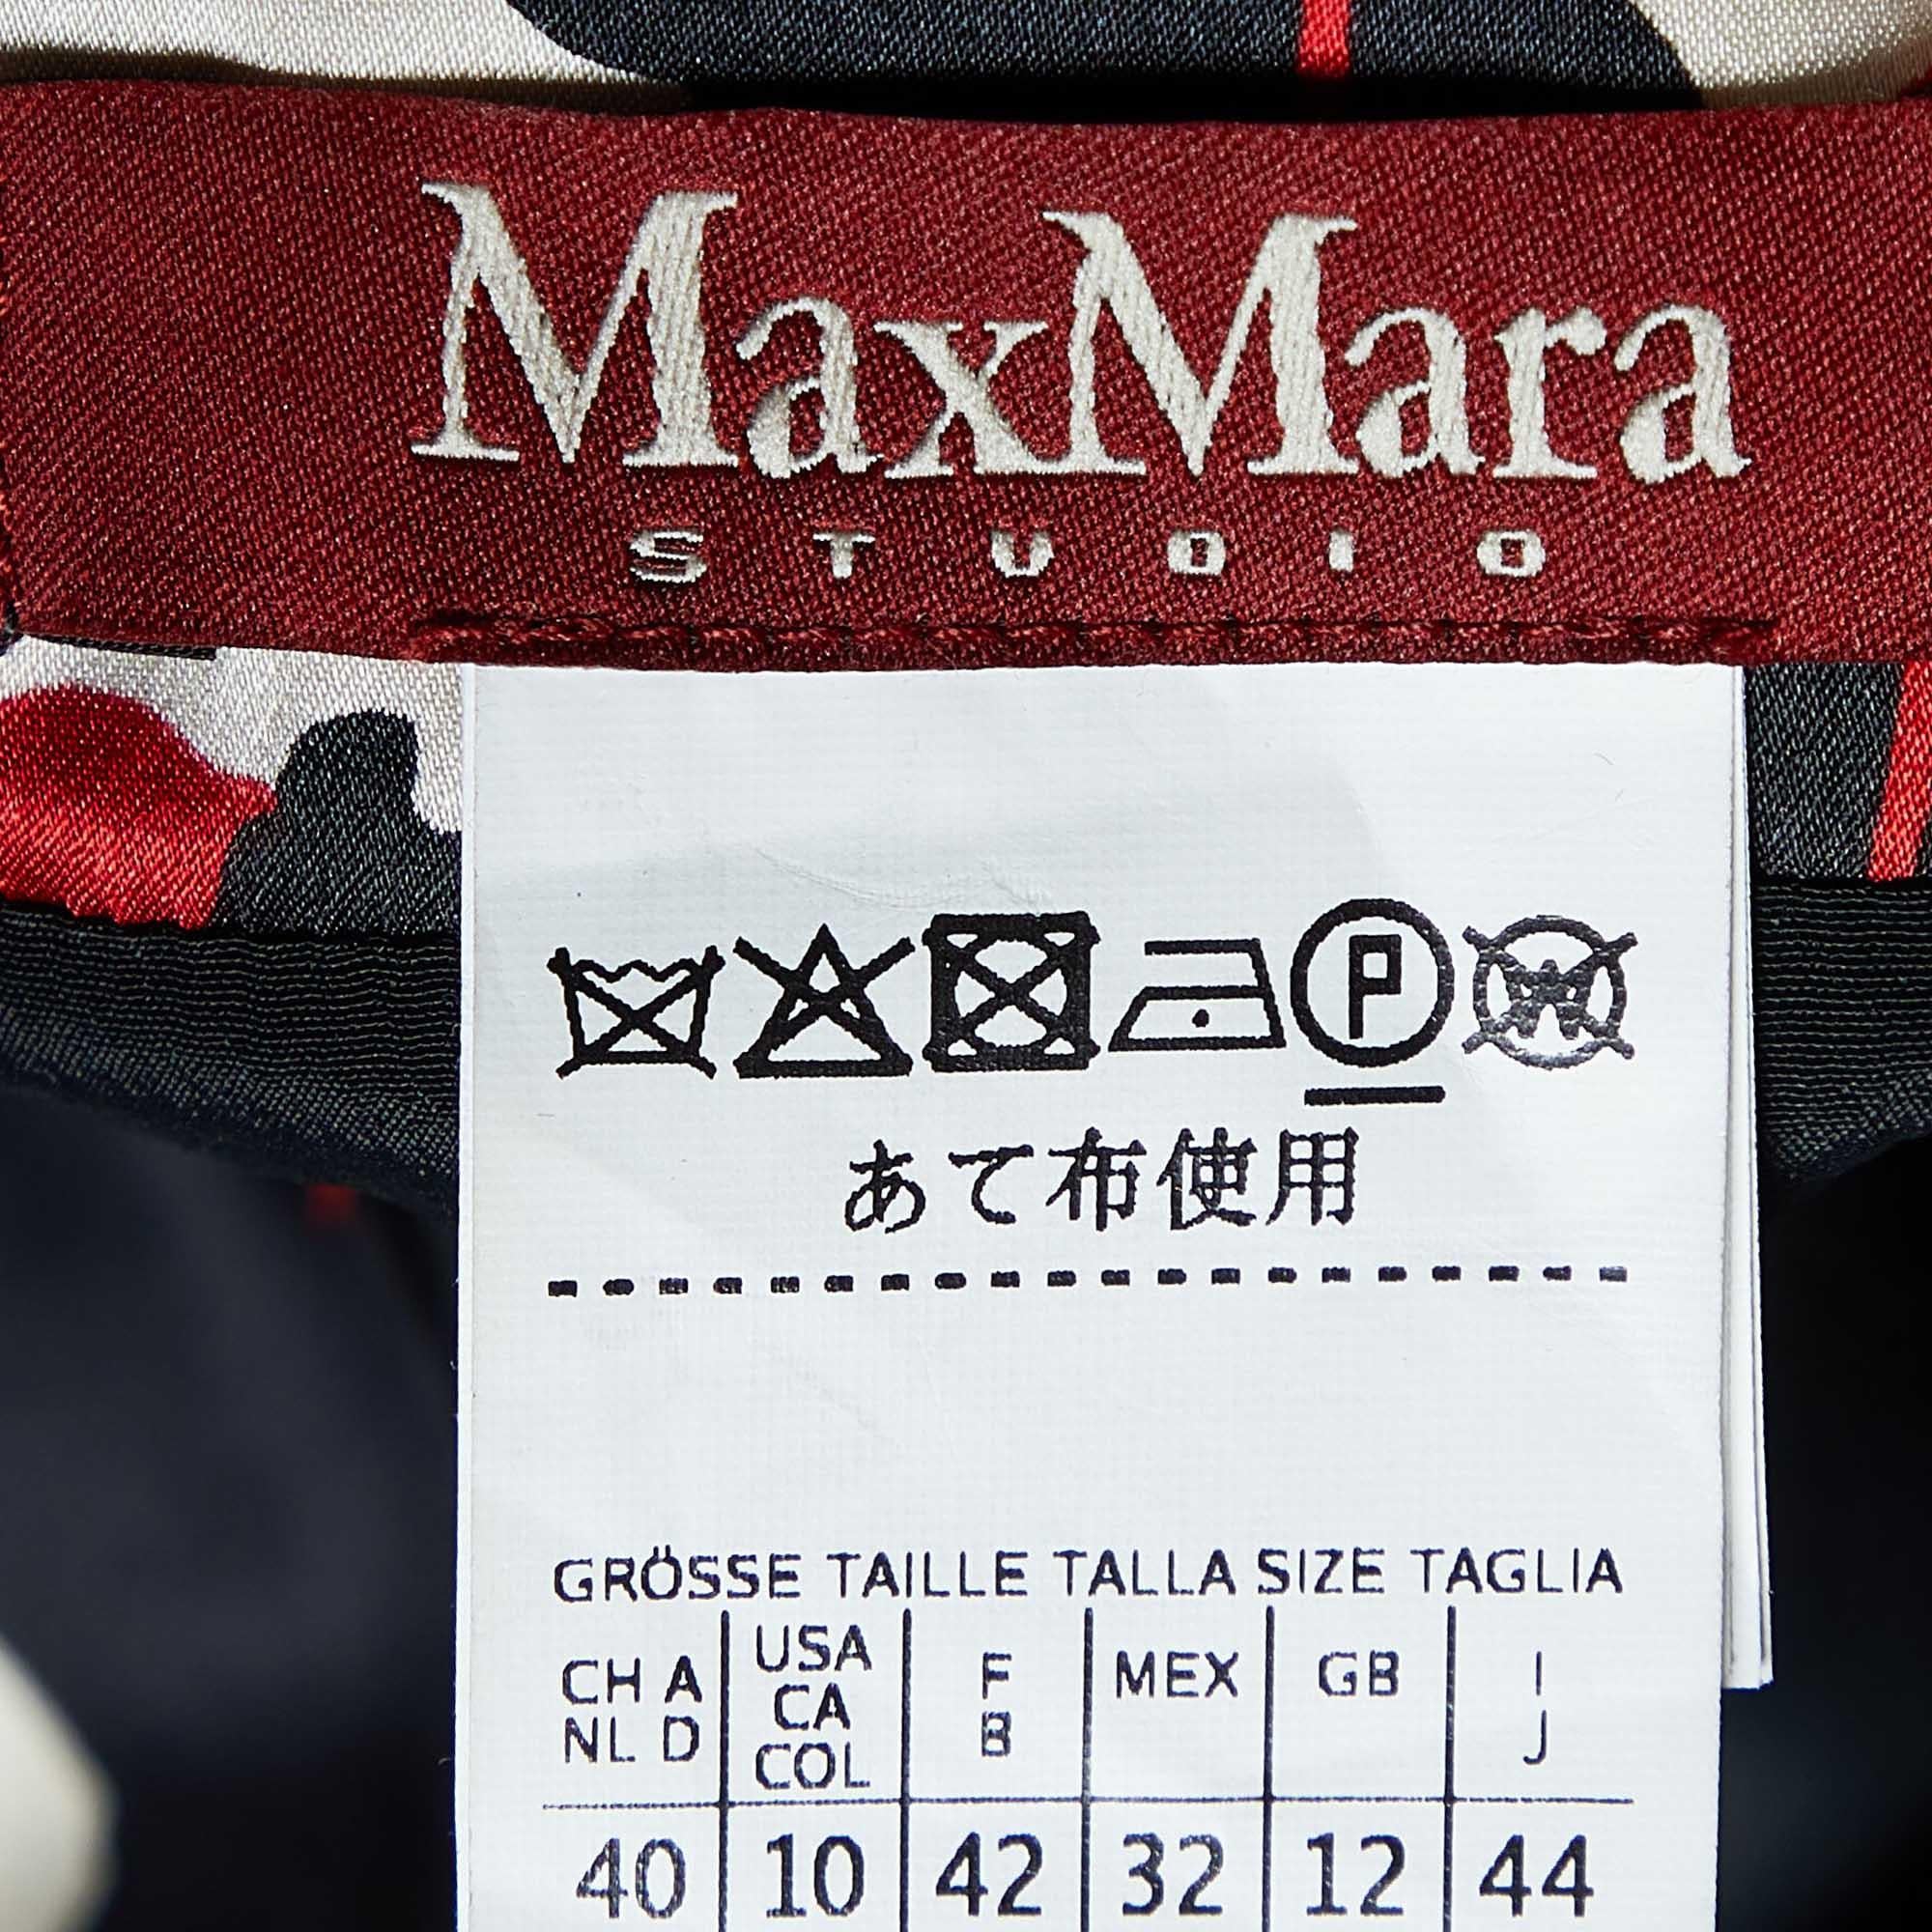 MaxMara
STUDIO
P W
あて布使用
GRÖSSE TAILLE TALLA SIZE TAGLIA
CH A NL D USA CA COL F B MEX GB I J
40 10 42 32 12 44